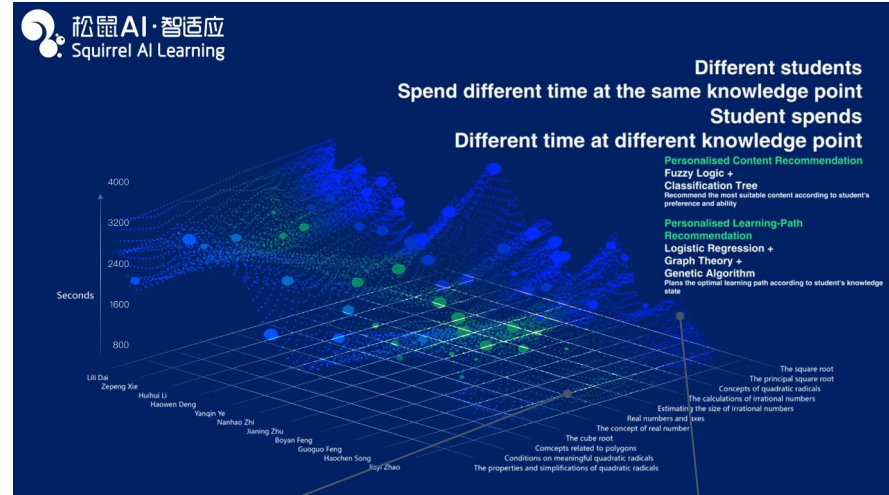 松鼠AI·智适应
Squirrel AI Learning
Different students
Spend different time at the same knowledge point
Student spends
Different time at different knowledge point
Personalised Content Recommendation
Fuzzy Logic +
Classification Tree
Recommend the most suitable content according to student's
preference and ability
Personalised Learning-Path
Recommendation
Logistic Regression +
Graph Theory +
Genetic Algorithm
Plans the optimal learning path according to student's knowledge
state
4000
3200
2400
Seconds
1600
800
Lili Dai
Zepeng Xie
Huihui Li
Haowen Deng
Yanqin Ye
Nanhao Zhi
Jianing Zhu
Boyan Feng
Guoguo Feng
Haochen Song
Zhao
The square root
The principal square root
Concepts of quadratic radicals
The calculations of irrational numbers
Estimating the size of irrational numbers
Real numbers and axes
The concept of real number
The cube root
Comcepts related to polygons
Conditions on meaningful quadratic radicals
The properties and simplifications of quadratic radicals